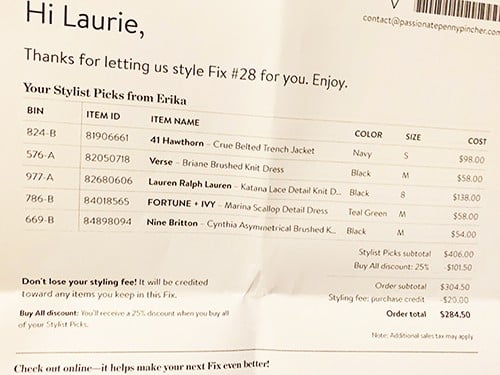 Hi Laurie,
contact@passionatepennypincher.com
Thanks for letting us style Fix #28 for you. Enjoy.
Your Stylist Picks from Erika
BIN ITEM ID ITEM NAME COLOR SIZE COST
824-B 81906661 41 Hawthorn – Crue Belted Trench Jacket Navy S $98.00
576-A 82050718 Verse – Briane Brushed Knit Dress Black M $58.00
977-A 82680606 Lauren Ralph Lauren – Katana Lace Detail Knit D... Black 8 $138.00
786-B 84018565 FORTUNE + IVY – Marina Scallop Detail Dress Teal Green M $58.00
669-B 84898094 Nine Britton – Cynthia Asymmetrical Brushed K... Black M $54.00
Stylist Picks subtotal $406.00
Buy All discount: 25% -$101.50
Don't lose your styling fee! It will be credited
toward any items you keep in this Fix.
Order subtotal $304.50
Styling fee: purchase credit -$20.00
Buy All discount: You'll receive a 25% discount when you buy all
of your Stylist Picks.
Order total $284.50
Note: Additional sales tax may apply.
Check out online—it helps make your next Fix even better!